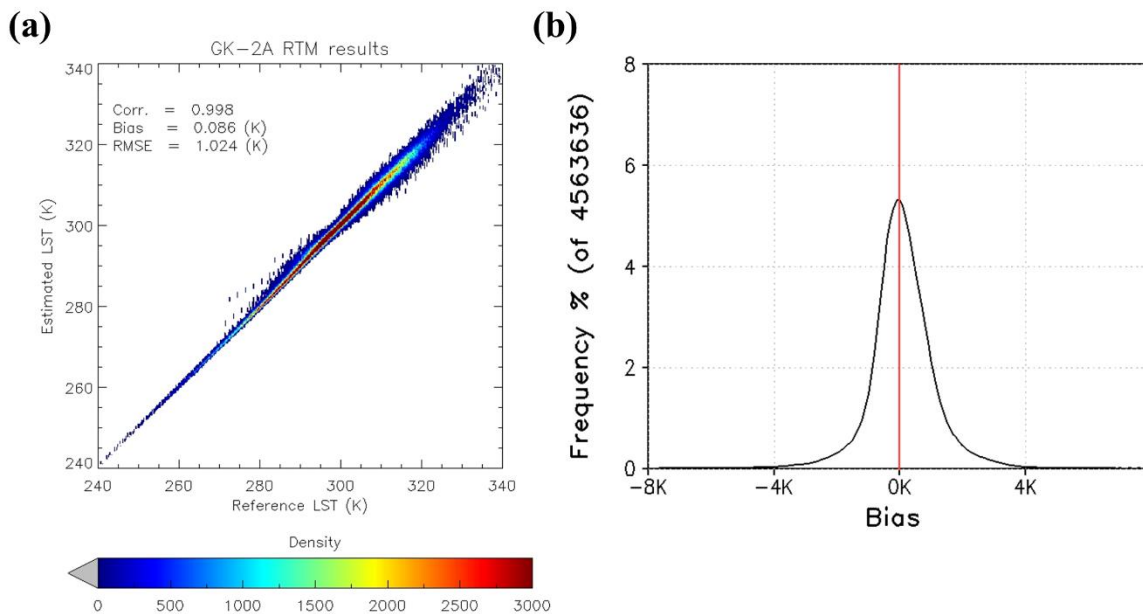 (a)
GK-2A RTM results
Corr. = 0.998
Bias = 0.086 (K)
RMSE = 1.024 (K)
Estimated LST (K)
340
320
300
280
260
240
240 260 280 300 320 340
Reference LST (K)
Density
0 500 1000 1500 2000 2500 3000
(b)
Frequency % (of 4563636)
8
6
4
2
0
-8K -4K 0K 4K
Bias